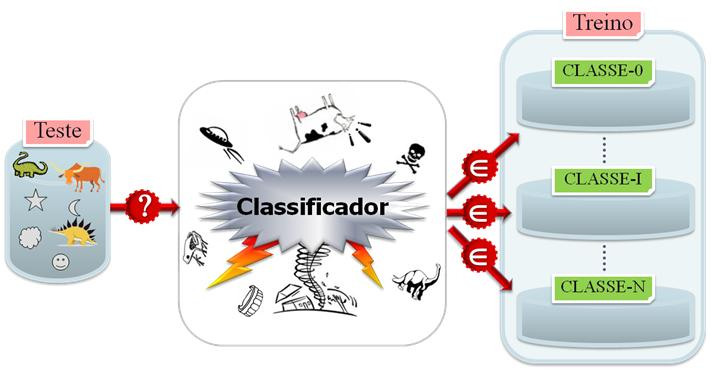 Treino
CLASSE-0
Teste
?
Classificador
∈
∈
∈
CLASSE-I
CLASSE-N